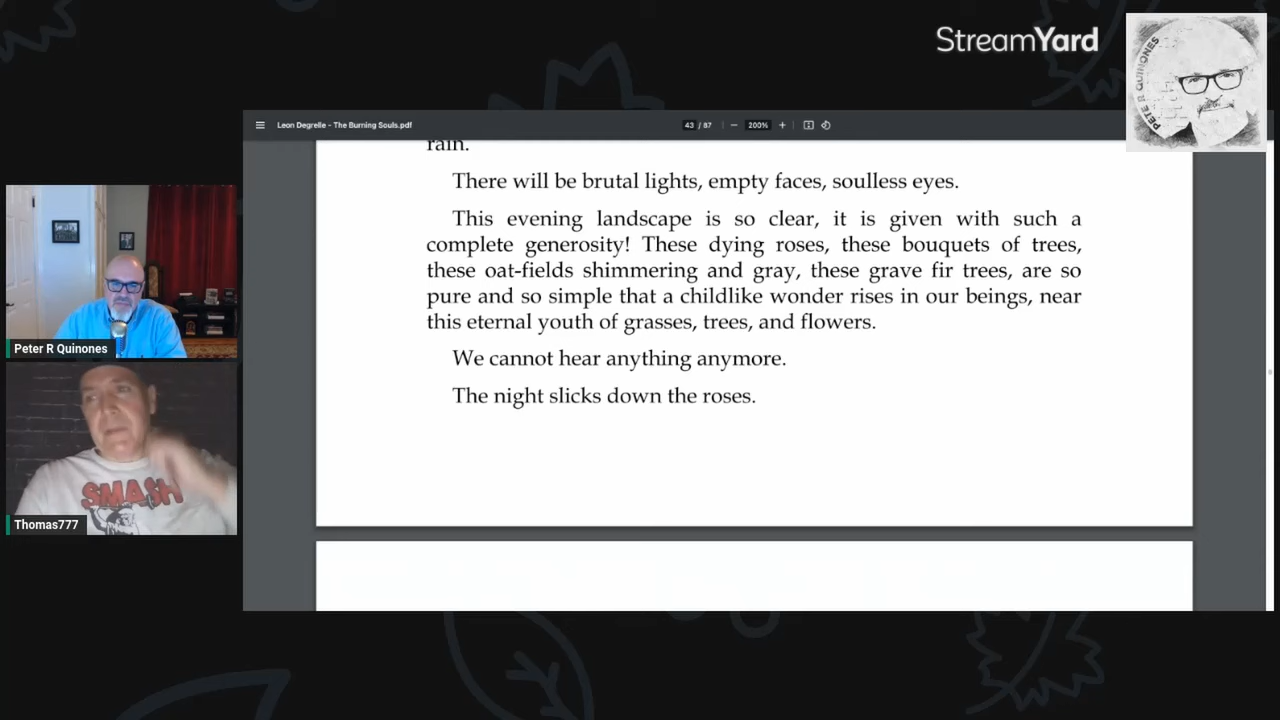 StreamYard
PETER R QUINONES
Leon Degrelle - The Burning Souls.pdf
43 / 87
200%
rain.
There will be brutal lights, empty faces, soulless eyes.
This evening landscape is so clear, it is given with such a
complete generosity! These dying roses, these bouquets of trees,
these oat-fields shimmering and gray, these grave fir trees, are so
pure and so simple that a childlike wonder rises in our beings, near
this eternal youth of grasses, trees, and flowers.
We cannot hear anything anymore.
The night slicks down the roses.
Peter R Quinones
SMASH
Thomas777